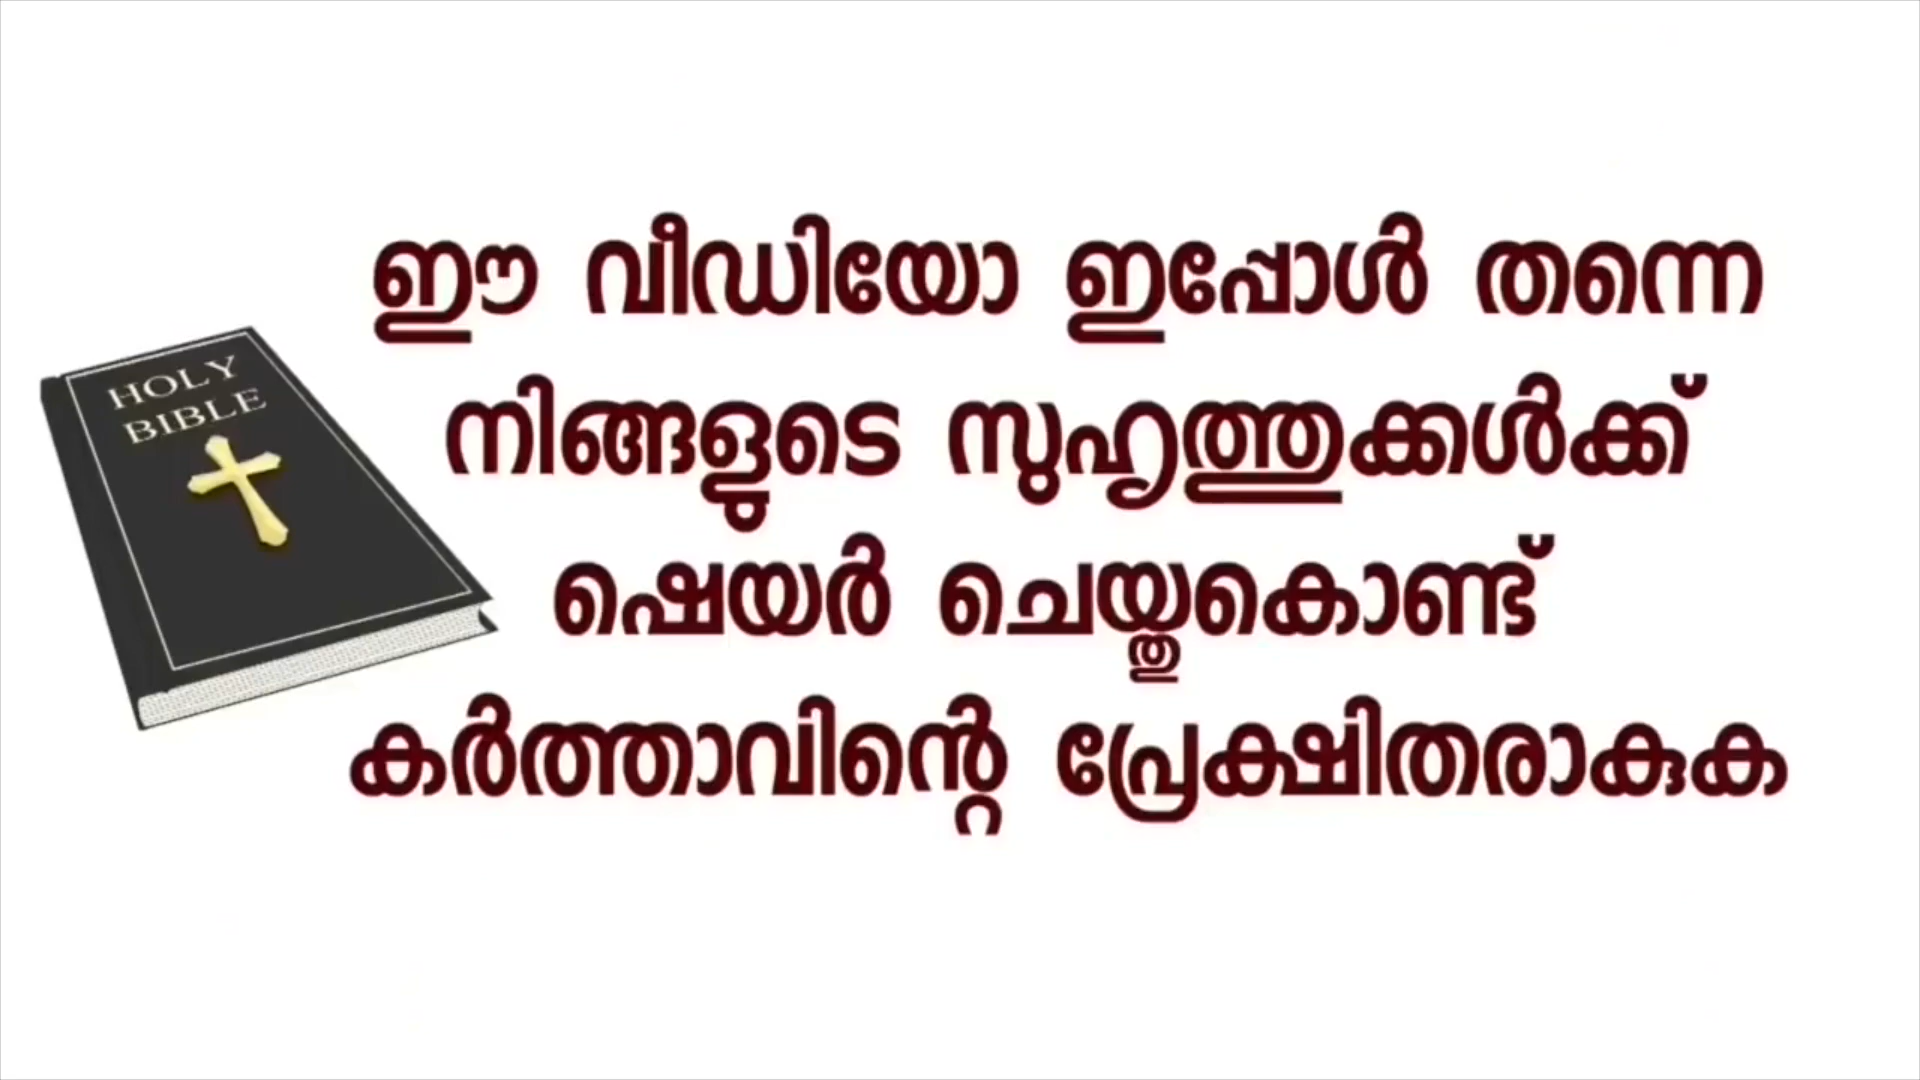 ഈ വീഡിയോ ഇപ്പോൾ തന്നെ
നിങ്ങളുടെ സുഹൃത്തുക്കൾക്ക്
ഷെയർ ചെയ്തുകൊണ്ട്
കർത്താവിന്റെ പ്രേക്ഷിതരാകുക
HOLY
BIBLE